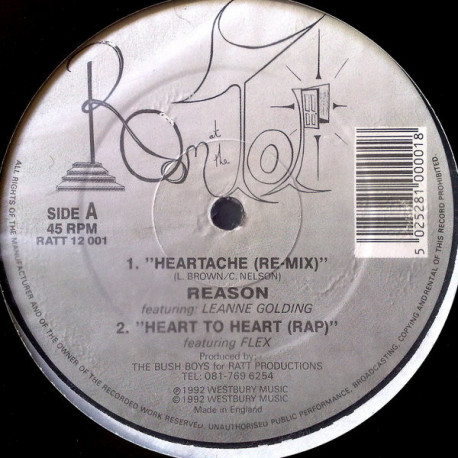 Room at the Top
SIDE A
45 RPM
RATT 12 001
5 025281 000018
1. "HEARTACHE (RE-MIX)"
(L. BROWN/C. NELSON)
REASON
featuring: LEANNE GOLDING
2. "HEART TO HEART (RAP)"
featuring FLEX
Produced by:
THE BUSH BOYS for RATT PRODUCTIONS
TEL:081-769 6254
℗1992 WESTBURY MUSIC
©1992 WESTBURY MUSIC
Made in England
ALL RIGHTS OF THE MANUFACTURER AND OF THE OWNER OF THE RECORDED WORK RESERVED. UNAUTHORISED PUBLIC PERFORMANCE, BROADCASTING, COPYING AND RENTAL OF THIS RECORD PROHIBITED.